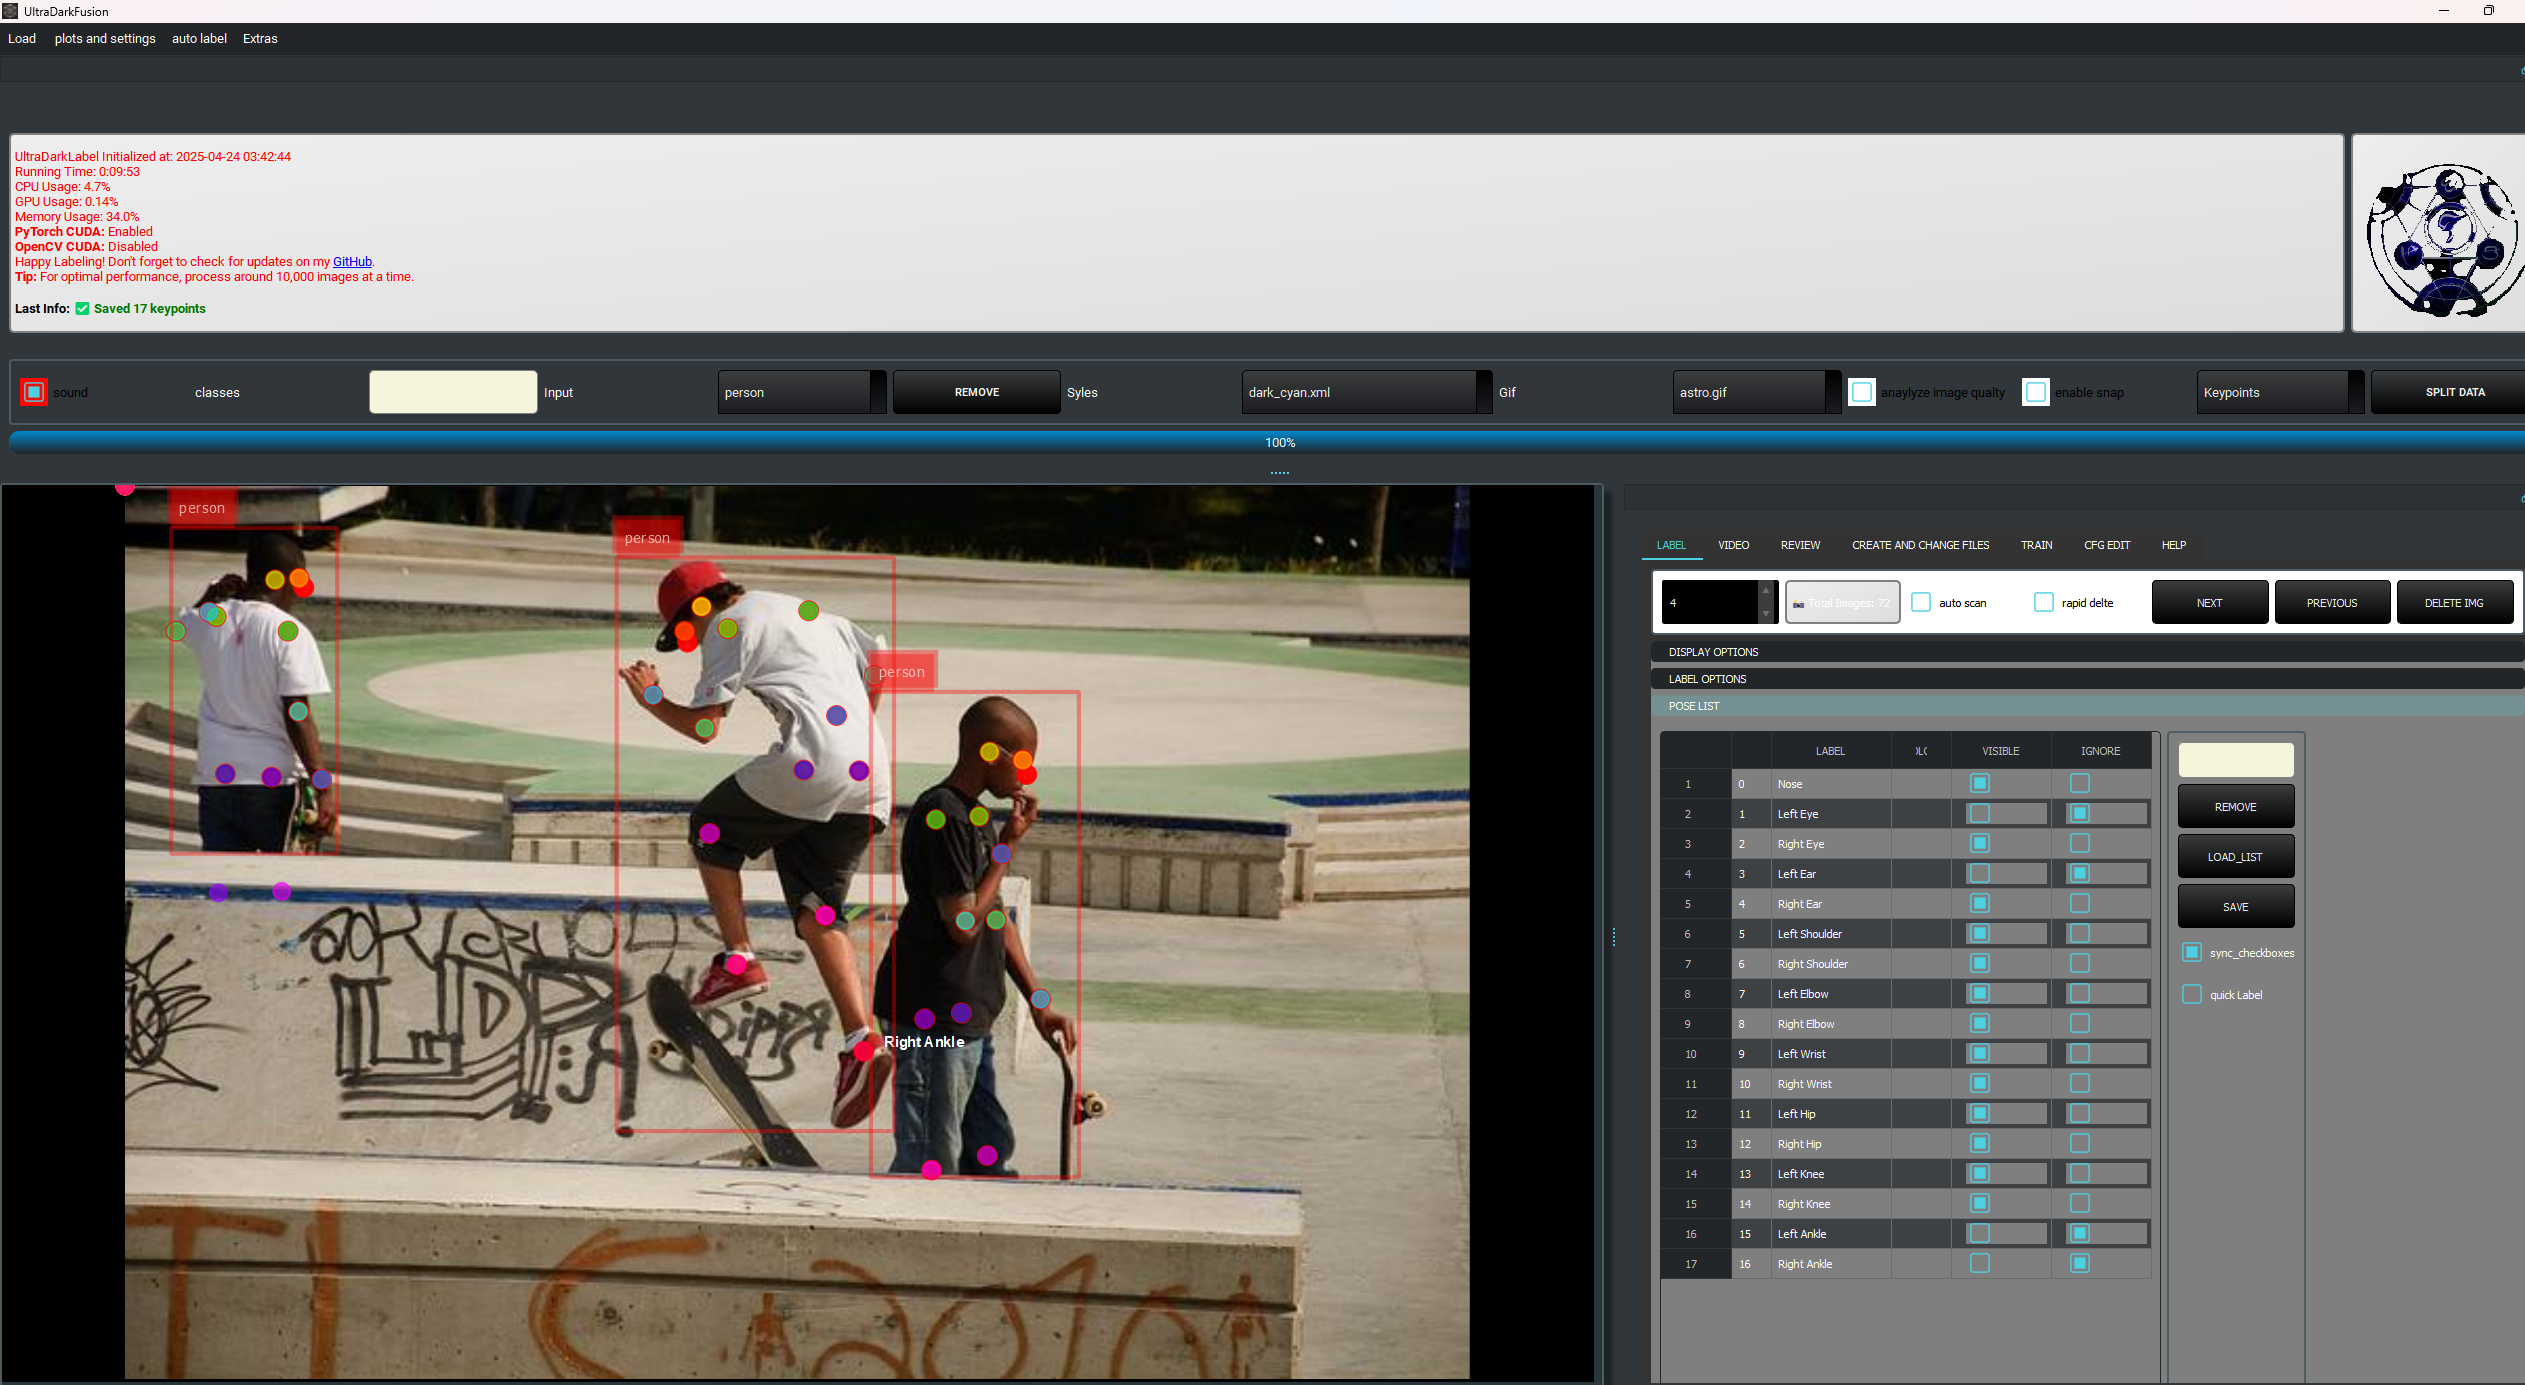 UltraDarkFusion
Load plots and settings auto label Extras
UltraDarkLabel Initialized at: 2025-04-24 03:42:44
Running Time: 0:09:53
CPU Usage: 4.7%
GPU Usage: 0.14%
Memory Usage: 34.0%
PyTorch CUDA: Enabled
OpenCV CUDA: Disabled
Happy Labeling! Don't forget to check for updates on my GitHub.
Tip: For optimal performance, process around 10,000 images at a time.
Last Info: ✅ Saved 17 keypoints
sound classes Input person REMOVE Syles dark_cyan.xml Gif astro.gif anaylyze image qualty enable snap Keypoints SPLIT DATA
100%
person
person
person
Right Ankle
LABEL VIDEO REVIEW CREATE AND CHANGE FILES TRAIN CFG EDIT HELP
4 Total Images: 72 auto scan rapid delte NEXT PREVIOUS DELETE IMG
DISPLAY OPTIONS
LABEL OPTIONS
POSE LIST
LABEL VISIBLE IGNORE
1 0 Nose
2 1 Left Eye
3 2 Right Eye
4 3 Left Ear
5 4 Right Ear
6 5 Left Shoulder
7 6 Right Shoulder
8 7 Left Elbow
9 8 Right Elbow
10 9 Left Wrist
11 10 Right Wrist
12 11 Left Hip
13 12 Right Hip
14 13 Left Knee
15 14 Right Knee
16 15 Left Ankle
17 16 Right Ankle
REMOVE
LOAD_LIST
SAVE
sync_checkboxes
quick Label